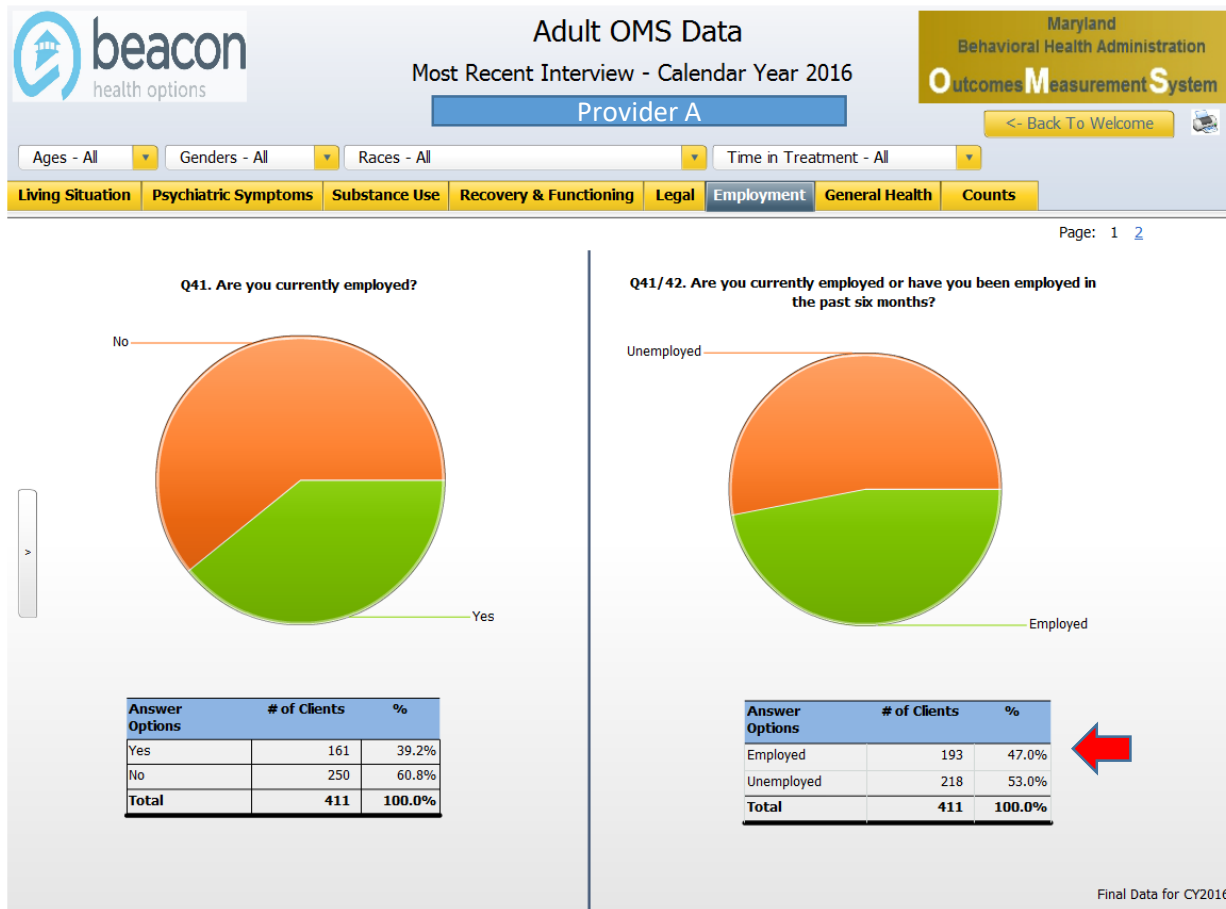 beacon
health options
Adult OMS Data
Most Recent Interview - Calendar Year 2016
Provider A
Maryland
Behavioral Health Administration
Outcomes Measurement System
<- Back To Welcome
Ages - All
Genders - All
Races - All
Time in Treatment - All
Living Situation Psychiatric Symptoms Substance Use Recovery & Functioning Legal Employment General Health Counts
Page: 1 2
Q41. Are you currently employed?
No
Yes
>
Answer Options # of Clients %
Yes 161 39.2%
No 250 60.8%
Total 411 100.0%
Q41/42. Are you currently employed or have you been employed in
the past six months?
Unemployed
Employed
Answer Options # of Clients %
Employed 193 47.0%
Unemployed 218 53.0%
Total 411 100.0%
Final Data for CY2016